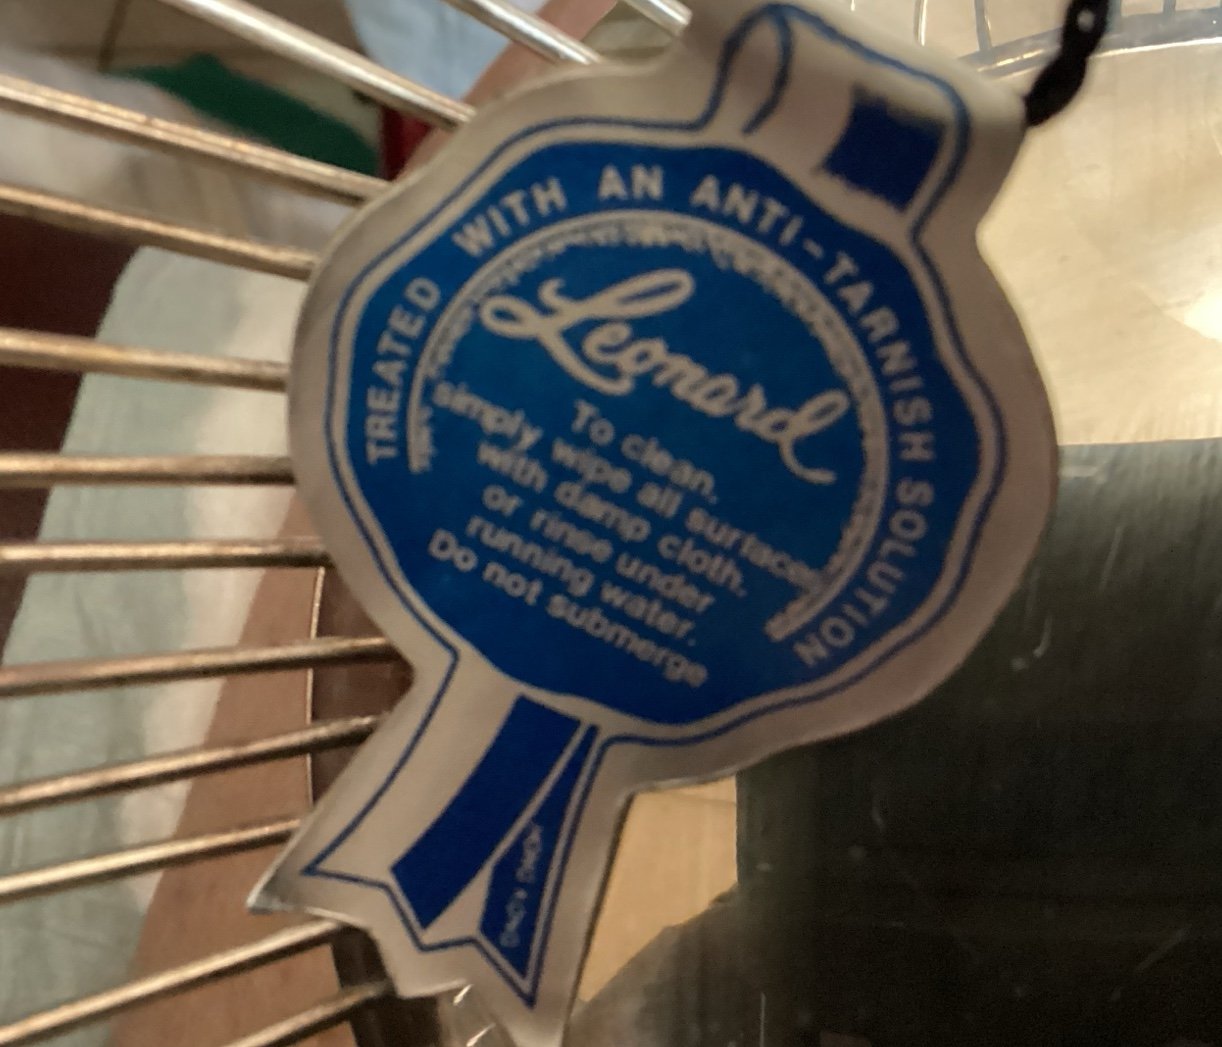 TREATED WITH AN ANTI-TARNISH SOLUTION
Leonard
To clean,
simply wipe all surfaces
with damp cloth.
or rinse under
running water.
Do not submerge